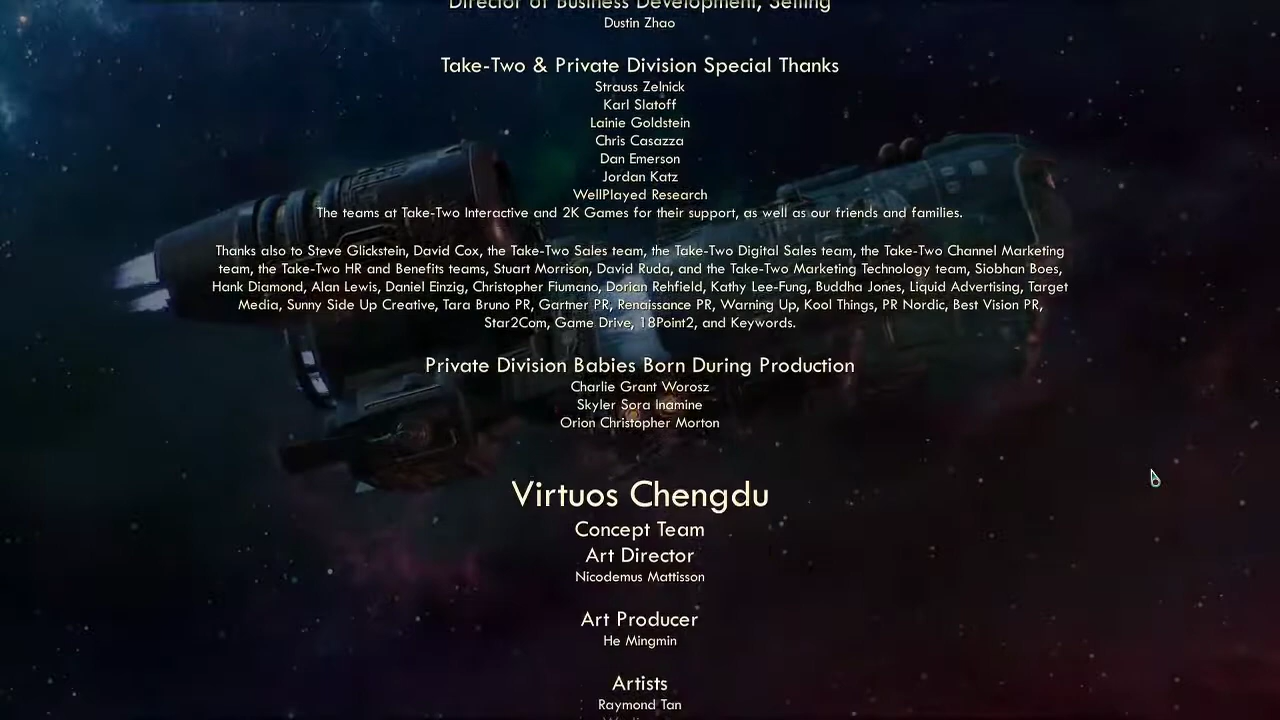 Director of Business Development, Selling
Dustin Zhao
Take-Two & Private Division Special Thanks
Strauss Zelnick
Karl Slatoff
Lainie Goldstein
Chris Casazza
Dan Emerson
Jordan Katz
WellPlayed Research
The teams at Take-Two Interactive and 2K Games for their support, as well as our friends and families.
Thanks also to Steve Glickstein, David Cox, the Take-Two Sales team, the Take-Two Digital Sales team, the Take-Two Channel Marketing
team, the Take-Two HR and Benefits teams, Stuart Morrison, David Ruda, and the Take-Two Marketing Technology team, Siobhan Boes,
Hank Diamond, Alan Lewis, Daniel Einzig, Christopher Fiumano, Dorian Rehfield, Kathy Lee-Fung, Buddha Jones, Liquid Advertising, Target
Media, Sunny Side Up Creative, Tara Bruno PR, Gartner PR, Renaissance PR, Warning Up, Kool Things, PR Nordic, Best Vision PR,
Star2Com, Game Drive, 18Point2, and Keywords.
Private Division Babies Born During Production
Charlie Grant Worosz
Skyler Sora Inamine
Orion Christopher Morton
Virtuos Chengdu
Concept Team
Art Director
Nicodemus Mattisson
Art Producer
He Mingmin
Artists
Raymond Tan